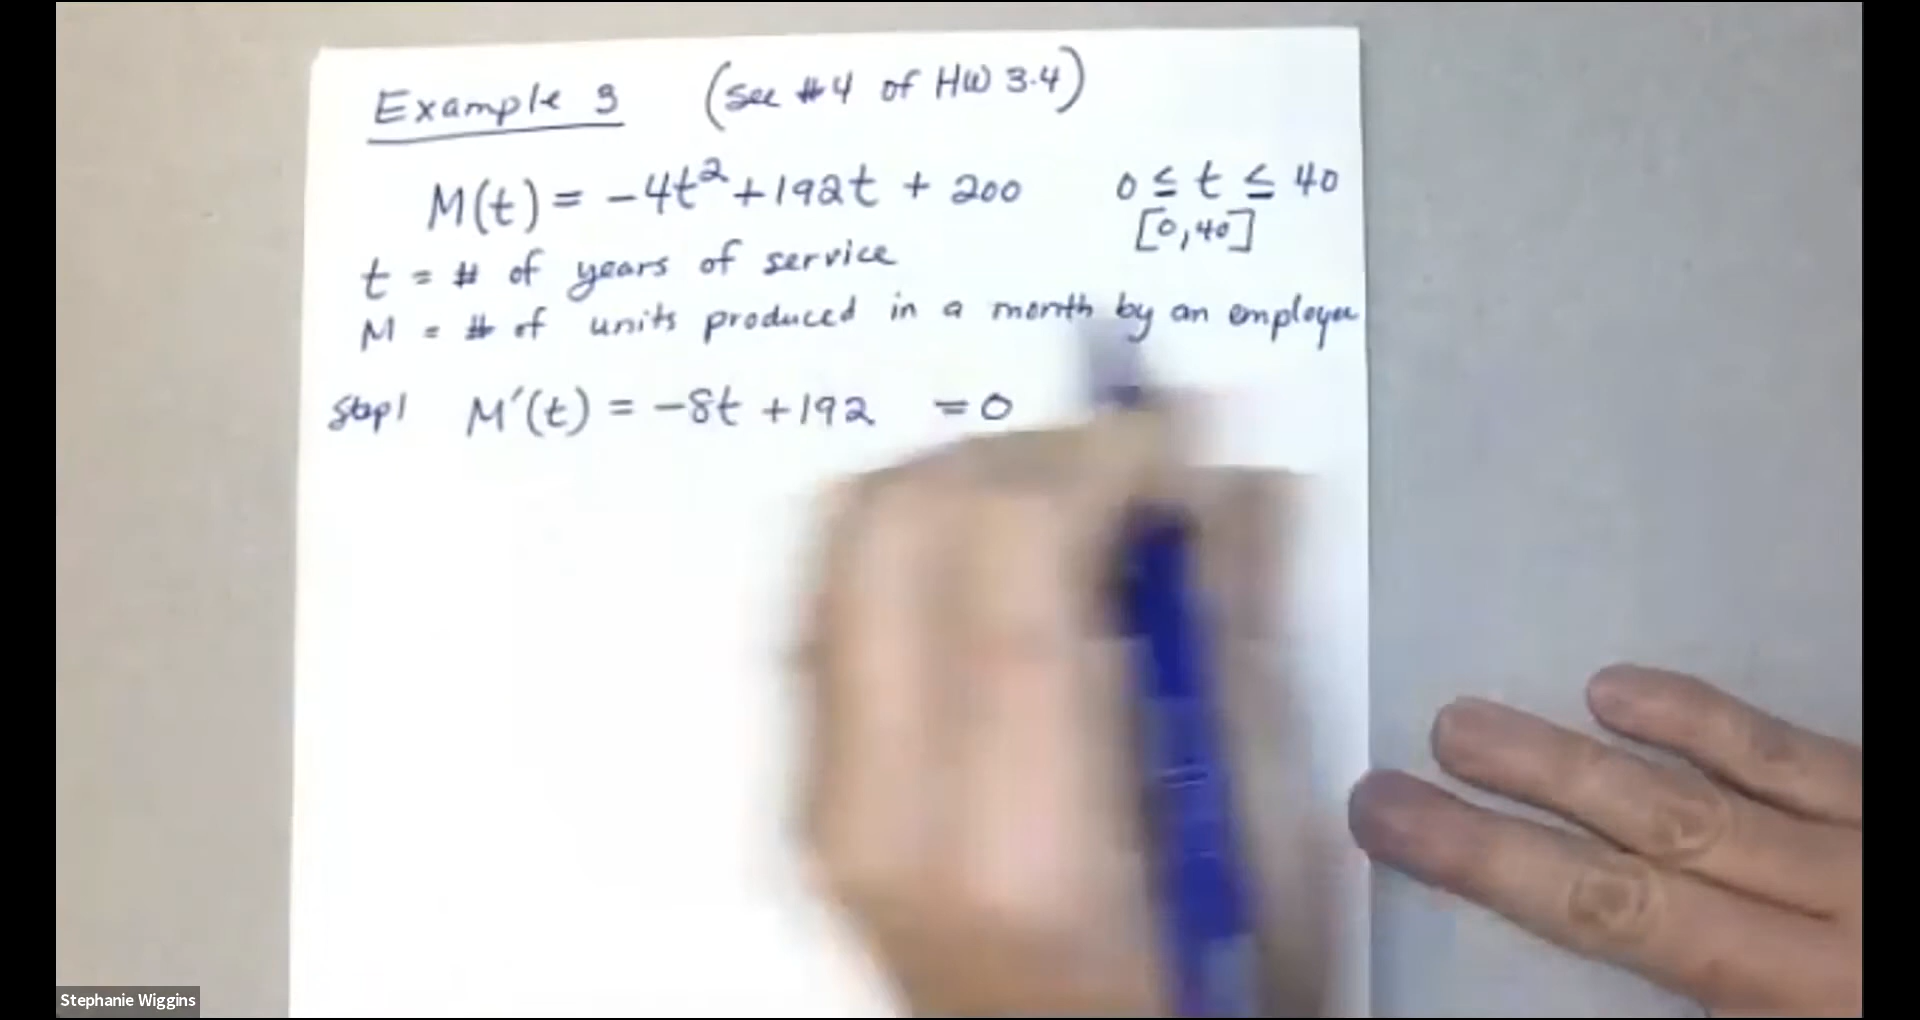 Example 3 (see #4 of HW 3.4)
M(t) = -4t² + 192t + 200 0 ≤ t ≤ 40
[0,40]
t = # of years of service
M = # of units produced in a month by an employee
Step 1 M′(t) = -8t + 192 = 0
Stephanie Wiggins